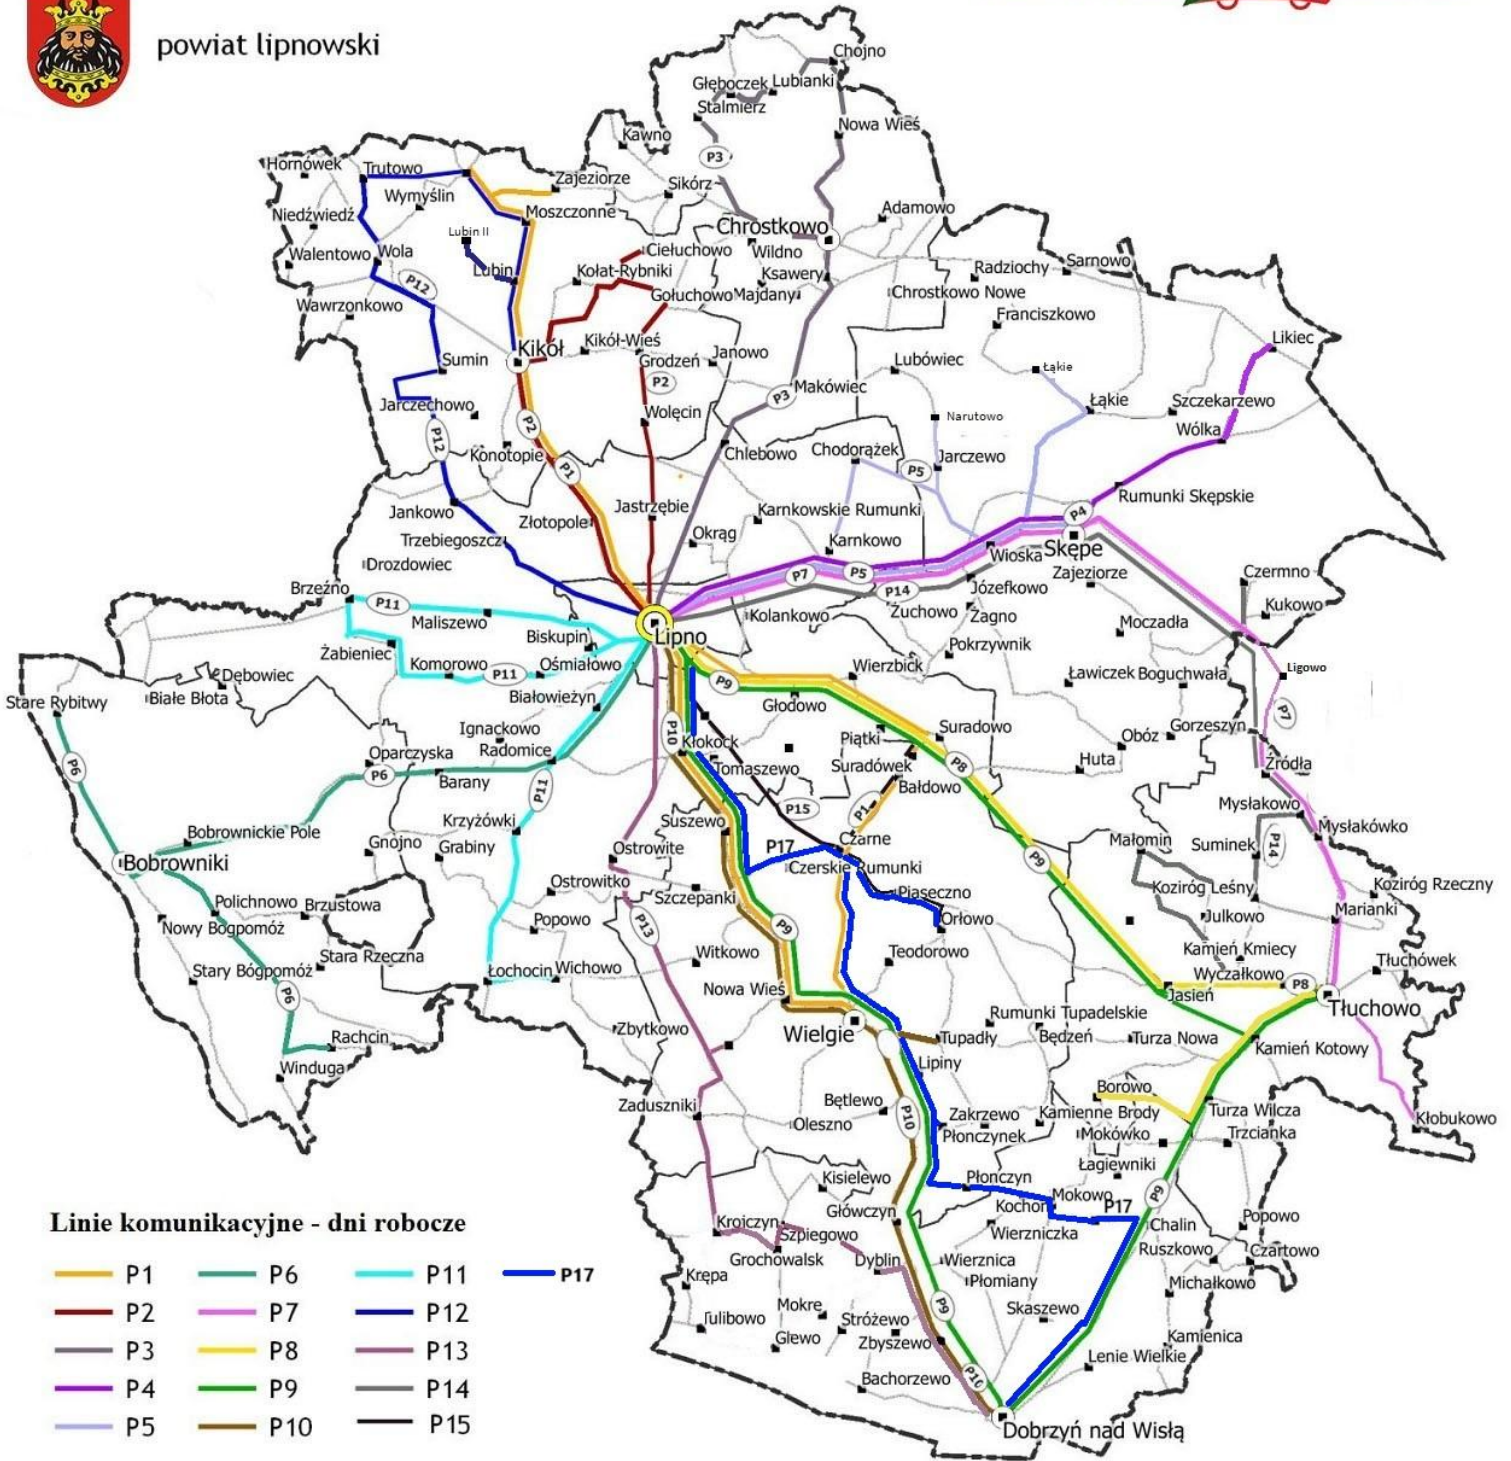 powiat lipnowski
Chojno
Głęboczek
Lubianki
Stalmierz
Nowa Wieś
Kawno
P3
Hornówek
Trutowo
Zajeziorze
Sikórz
Wymyślin
Niedźwiedź
Moszczonne
Adamowo
Chrostkowo
Lubin II
Walentowo
Wola
Ciełuchowo
Wildno
Sarnowo
Lubin
Kołat-Rybniki
Ksawery
Radziochy
P12
Gołuchowo
Majdany
Chrostkowo Nowe
Wawrzonkowo
Franciszkowo
Kikół
Kikół-Wieś
Likiec
Sumin
Grodzeń
Janowo
Lubówiec
Łąkie
P2
P3
Makówiec
Jarczechowo
Wolęcin
Narutowo
Łąkie
Szczekarzewo
P12
P2
Wólka
Konotopie
P1
Chlebowo
Chodorążek
P5
Jarczewo
Rumunki Skępskie
Jankowo
Złotopole
Jastrzębie
Karnkowskie Rumunki
P4
Trzebiegoszcz
Okrąg
Karnkowo
Wioska
Skępe
Drozdowiec
P7
P5
P14
Józefkowo
Zajeziorze
Czermno
Brzeźno
P11
Maliszewo
Kolankowo
Żuchowo
Żagno
Kukowo
Biskupin
Lipno
Moczadła
Żabieniec
Komorowo
P11
Ośmiałowo
Pokrzywnik
Wierzbick
Ławiczek
Boguchwała
Ligowo
Dębowiec
Białe Błota
Stare Rybitwy
Białowieżyn
P9
Głodowo
P7
Ignackowo
P10
Kłokock
Piątki
Suradowo
Obóz
Gorzeszyn
Oparczyska
Radomice
P6
P6
Barany
Tomaszewo
Suradówek
P8
Huta
Źródła
P11
Bałdowo
P15
P1
Mysłakowo
Krzyżówki
Suszewo
Czarne
Mysłakówko
Bobrownickie Pole
Gnojno
Grabiny
Ostrowite
P17
Małomin
Suminek
P14
Bobrowniki
Czerskie Rumunki
P9
Ostrowitko
Szczepanki
Piaseczno
Koziróg Leśny
Koziróg Rzeczny
Polichnowo
Brzustowa
Popowo
P13
P9
Orłowo
Julkowo
Marianki
Nowy Bógpomóż
Stara Rzeczna
Witkowo
Teodorowo
Kamień Kmiecy
Tłuchówek
Stary Bógpomóż
Łochocin
Wichowo
Wyczałkowo
P8
P6
Nowa Wieś
Jasień
Tłuchowo
Rachcin
Zbytkowo
Wielgie
Rumunki Tupadelskie
Tupadły
Będzeń
Turza Nowa
Kamień Kotowy
Winduga
Lipiny
Borowo
Zaduszniki
Bętlewo
P10
Zakrzewo
Kamienne Brody
Turza Wilcza
Kłobukowo
Oleszno
Płonczynek
Mokówko
Trzcianka
Łagiewniki
Kisielewo
Płonczyn
P9
Mokowo
Główczyn
Kochoń
P17
Krojczyn
Szpiegowo
Wierzniczka
Chalin
Popowo
Grochowalsk
Dyblin
Wierznica
Ruszkowo
Czartowo
Krępa
Płomiany
Michałkowo
Mokre
P9
Skaszewo
Tulibowo
Stróżewo
Glewo
Zbyszewo
Kamienica
P10
Lenie Wielkie
Bachorzewo
Dobrzyń nad Wisłą
Linie komunikacyjne - dni robocze
P1
P6
P11
P17
P2
P7
P12
P3
P8
P13
P4
P9
P14
P5
P10
P15